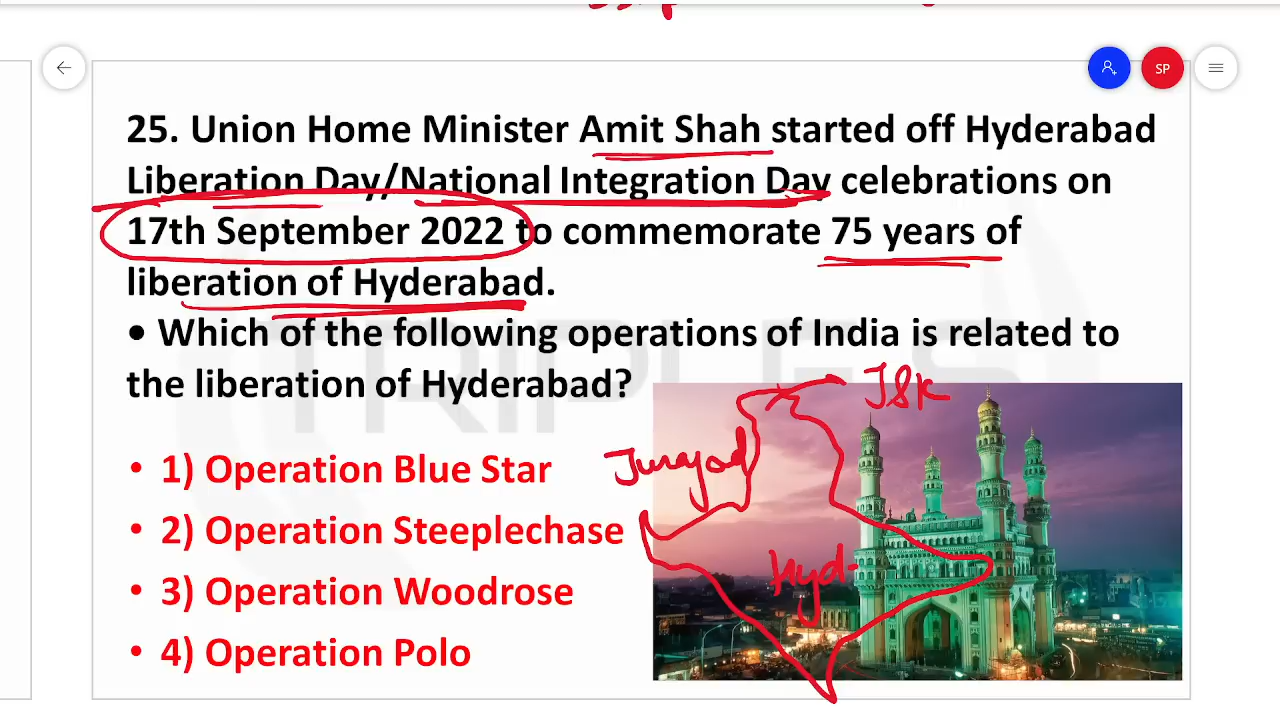 SP
25. Union Home Minister Amit Shah started off Hyderabad
Liberation Day/National Integration Day celebrations on
17th September 2022 to commemorate 75 years of
liberation of Hyderabad.
• Which of the following operations of India is related to
the liberation of Hyderabad?
J&K
• 1) Operation Blue Star
• 2) Operation Steeplechase
Hyd.
• 3) Operation Woodrose
• 4) Operation Polo
TRIPLES